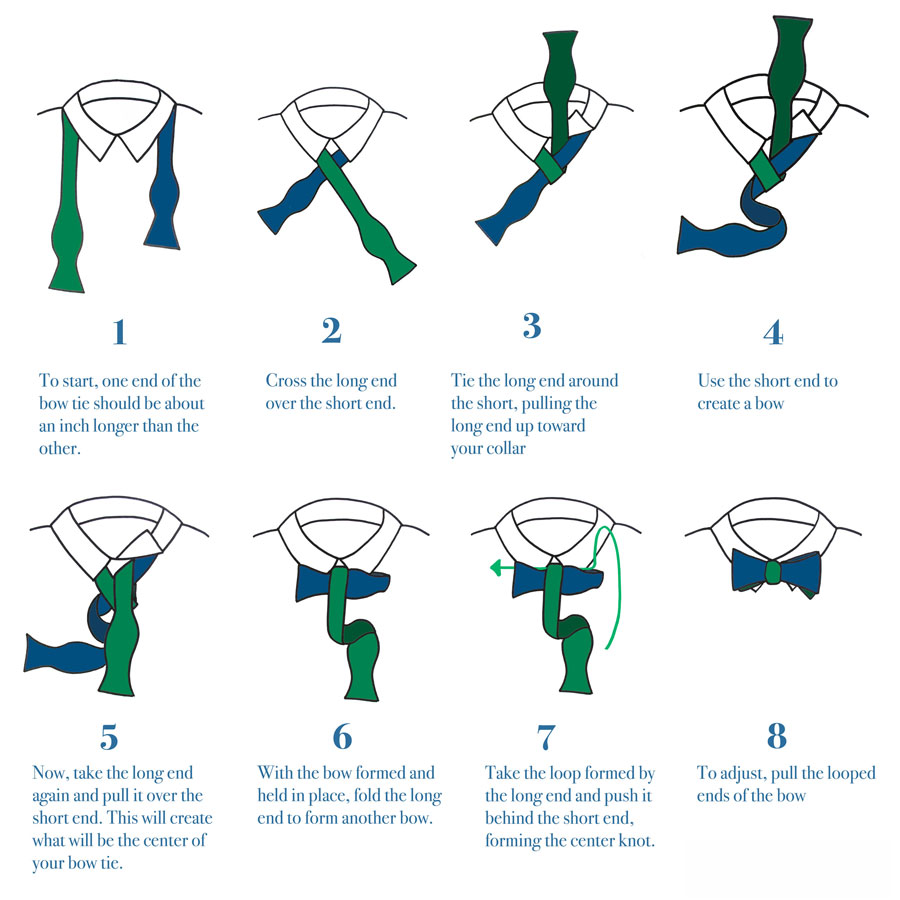 1
To start, one end of the
bow tie should be about
an inch longer than the
other.
2
Cross the long end
over the short end.
3
Tie the long end around
the short, pulling the
long end up toward
your collar
4
Use the short end to
create a bow
5
Now, take the long end
again and pull it over the
short end. This will create
what will be the center of
your bow tie.
6
With the bow formed and
held in place, fold the long
end to form another bow.
7
Take the loop formed by
the long end and push it
behind the short end,
forming the center knot.
8
To adjust, pull the looped
ends of the bow